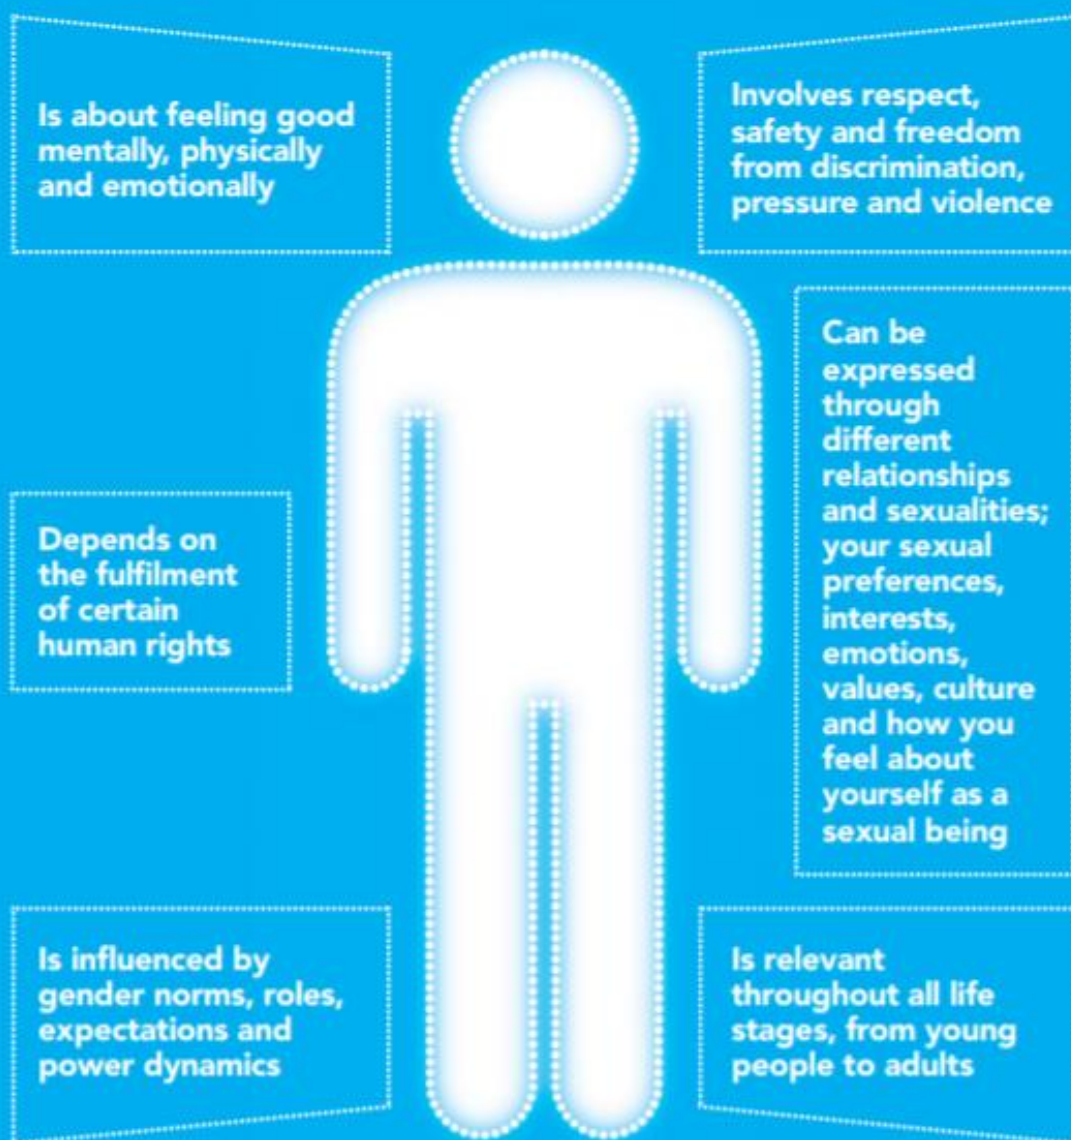 Is about feeling good
mentally, physically
and emotionally
Involves respect,
safety and freedom
from discrimination,
pressure and violence
Can be
expressed
through
different
relationships
and sexualities;
your sexual
preferences,
interests,
emotions,
values, culture
and how you
feel about
yourself as a
sexual being
Depends on
the fulfilment
of certain
human rights
Is influenced by
gender norms, roles,
expectations and
power dynamics
Is relevant
throughout all life
stages, from young
people to adults